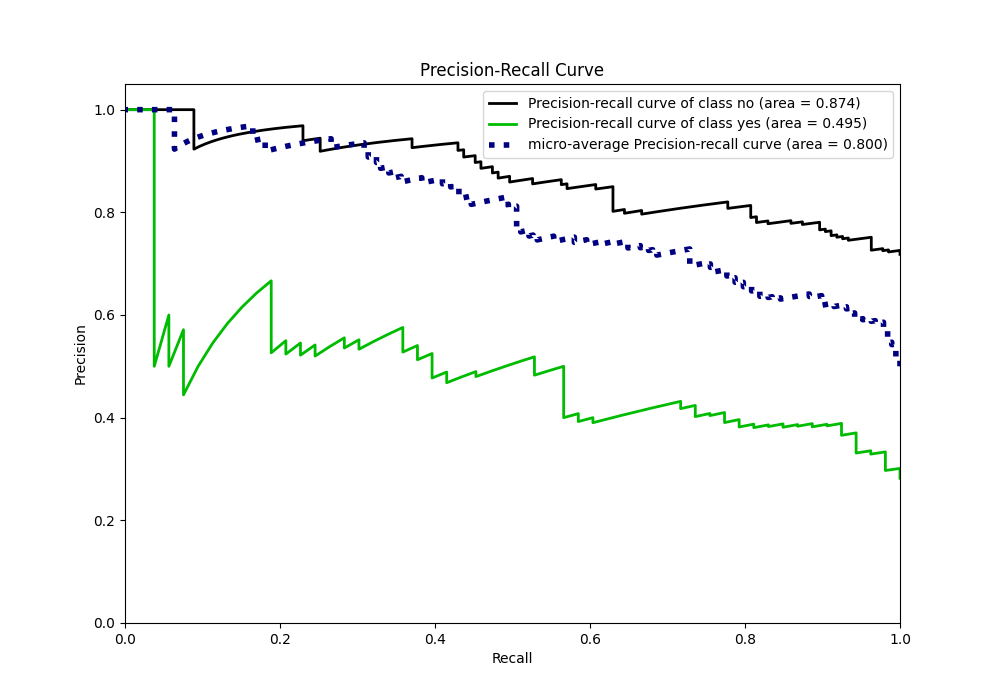 Precision-Recall Curve
Precision-recall curve of class no (area = 0.874)
Precision-recall curve of class yes (area = 0.495)
micro-average Precision-recall curve (area = 0.800)
1.0
0.8
0.6
0.4
0.2
0.0
Precision
0.0 0.2 0.4 0.6 0.8 1.0
Recall